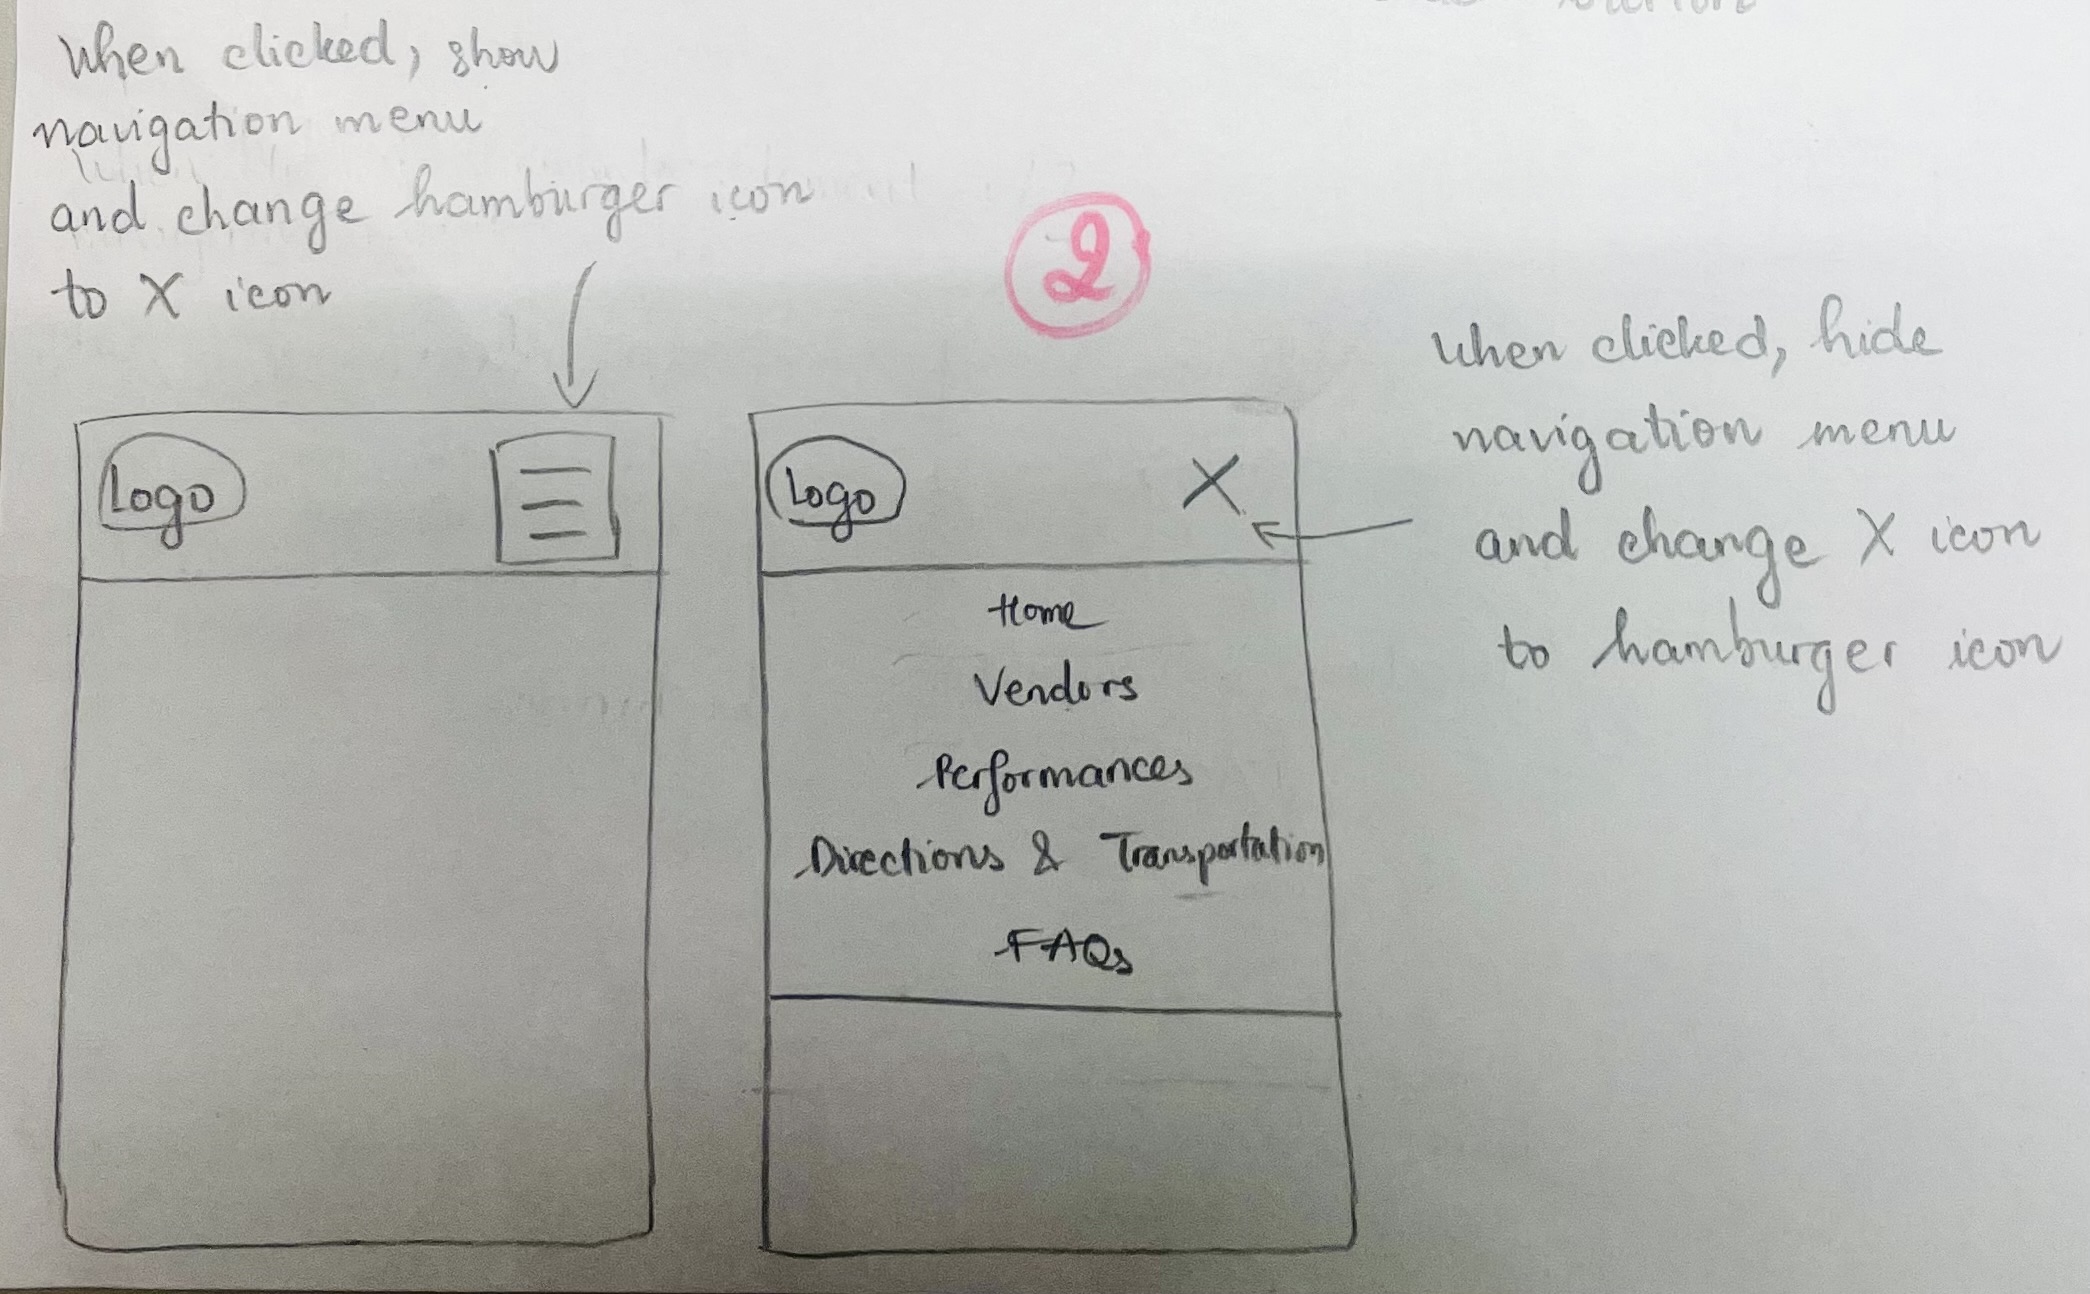 When clicked, show
navigation menu
and change hamburger icon
to X icon
2
Logo
Logo
X
Home
Vendors
Performances
Directions & Transportation
FAQs
when clicked, hide
navigation menu
and change X icon
to hamburger icon